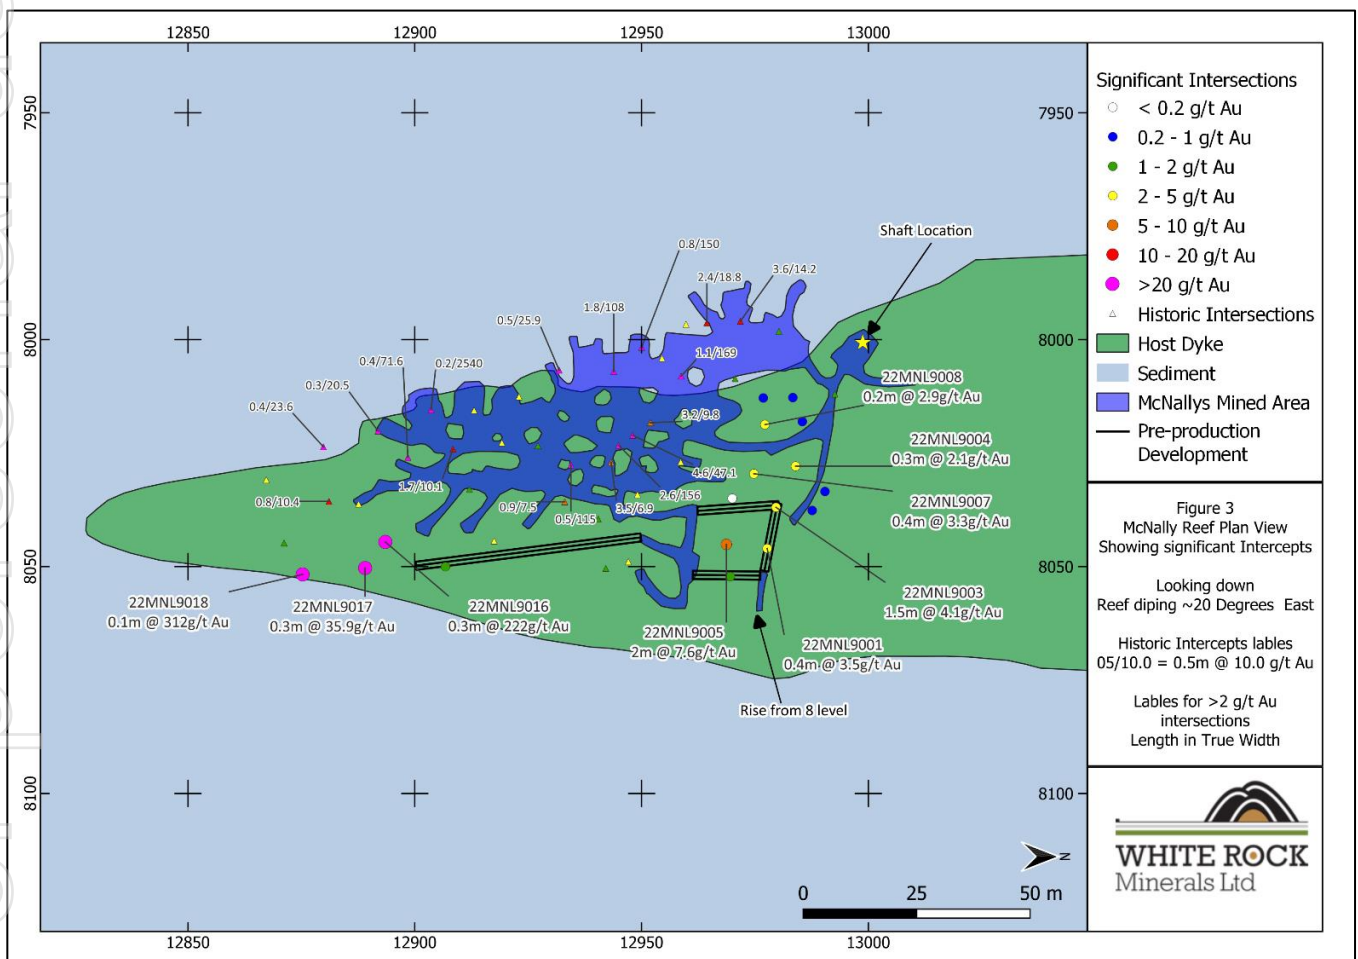 12850 12900 12950 13000
7950
8000
8050
8100
7950
8000
8050
8100
12850 12900 12950 13000
Shaft Location
0.8/150
2.4/18.8
3.6/14.2
1.8/108
0.5/25.9
1.1/169
0.4/71.6
0.2/2540
0.3/20.5
0.4/23.6
3.2/9.8
4.6/47.1
2.6/156
3.5/6.9
0.5/115
0.9/7.5
1.7/10.1
0.8/10.4
22MNL9008
0.2m @ 2.9g/t Au
22MNL9004
0.3m @ 2.1g/t Au
22MNL9007
0.4m @ 3.3g/t Au
22MNL9003
1.5m @ 4.1g/t Au
22MNL9018
0.1m @ 312g/t Au
22MNL9017
0.3m @ 35.9g/t Au
22MNL9016
0.3m @ 222g/t Au
22MNL9005
2m @ 7.6g/t Au
22MNL9001
0.4m @ 3.5g/t Au
Rise from 8 level
N
0 25 50 m
Significant Intersections
< 0.2 g/t Au
0.2 - 1 g/t Au
1 - 2 g/t Au
2 - 5 g/t Au
5 - 10 g/t Au
10 - 20 g/t Au
>20 g/t Au
Historic Intersections
Host Dyke
Sediment
McNallys Mined Area
Pre-production
Development
Figure 3
McNally Reef Plan View
Showing significant Intercepts
Looking down
Reef diping ~20 Degrees East
Historic Intercepts lables
05/10.0 = 0.5m @ 10.0 g/t Au
Lables for >2 g/t Au
intersections
Length in True Width
WHITE ROCK
Minerals Ltd